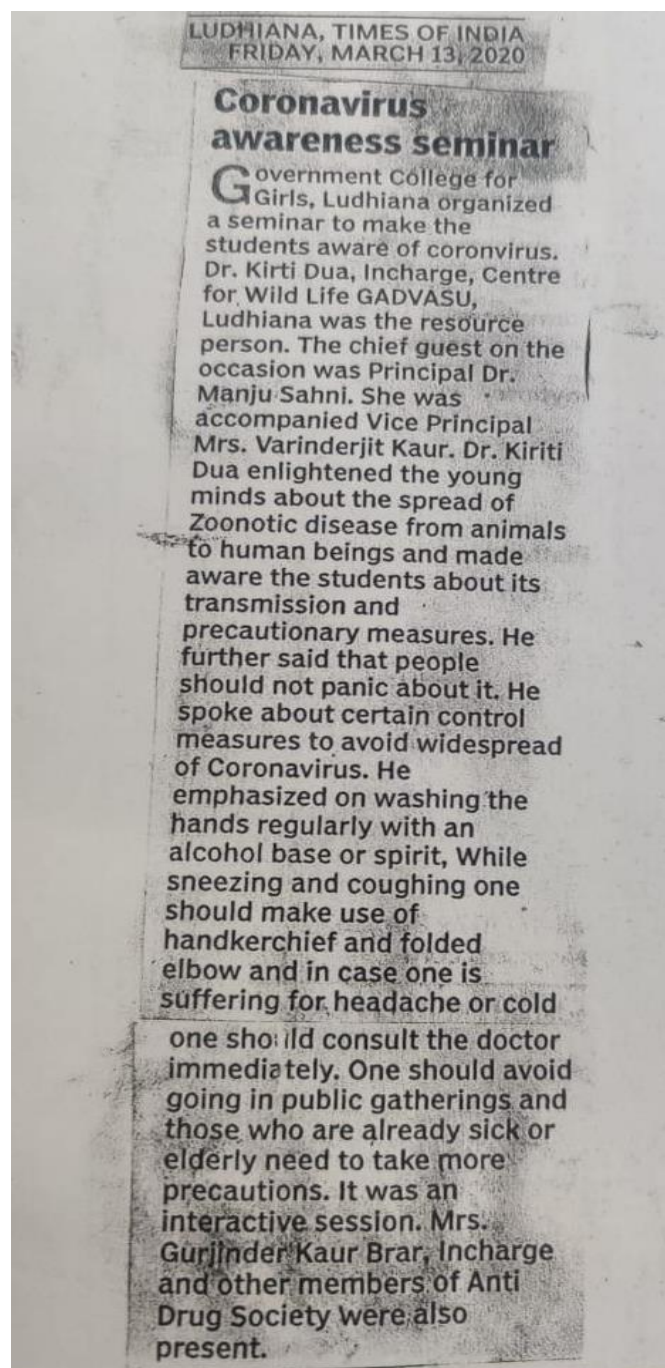 LUDHIANA, TIMES OF INDIA
FRIDAY, MARCH 13, 2020
Coronavirus
awareness seminar
Government College for
Girls, Ludhiana organized
a seminar to make the
students aware of coronvirus.
Dr. Kirti Dua, Incharge, Centre
for Wild Life GADVASU,
Ludhiana was the resource
person. The chief guest on the
occasion was Principal Dr.
Manju Sahni. She was
accompanied Vice Principal
Mrs. Varinderjit Kaur. Dr. Kiriti
Dua enlightened the young
minds about the spread of
Zoonotic disease from animals
to human beings and made
aware the students about its
transmission and
precautionary measures. He
further said that people
should not panic about it. He
spoke about certain control
measures to avoid widespread
of Coronavirus. He
emphasized on washing the
hands regularly with an
alcohol base or spirit, While
sneezing and coughing one
should make use of
handkerchief and folded
elbow and in case one is
suffering for headache or cold
one should consult the doctor
immediately. One should avoid
going in public gatherings and
those who are already sick or
elderly need to take more
precautions. It was an
interactive session. Mrs.
Gurjinder Kaur Brar, Incharge
and other members of Anti
Drug Society were also
present.